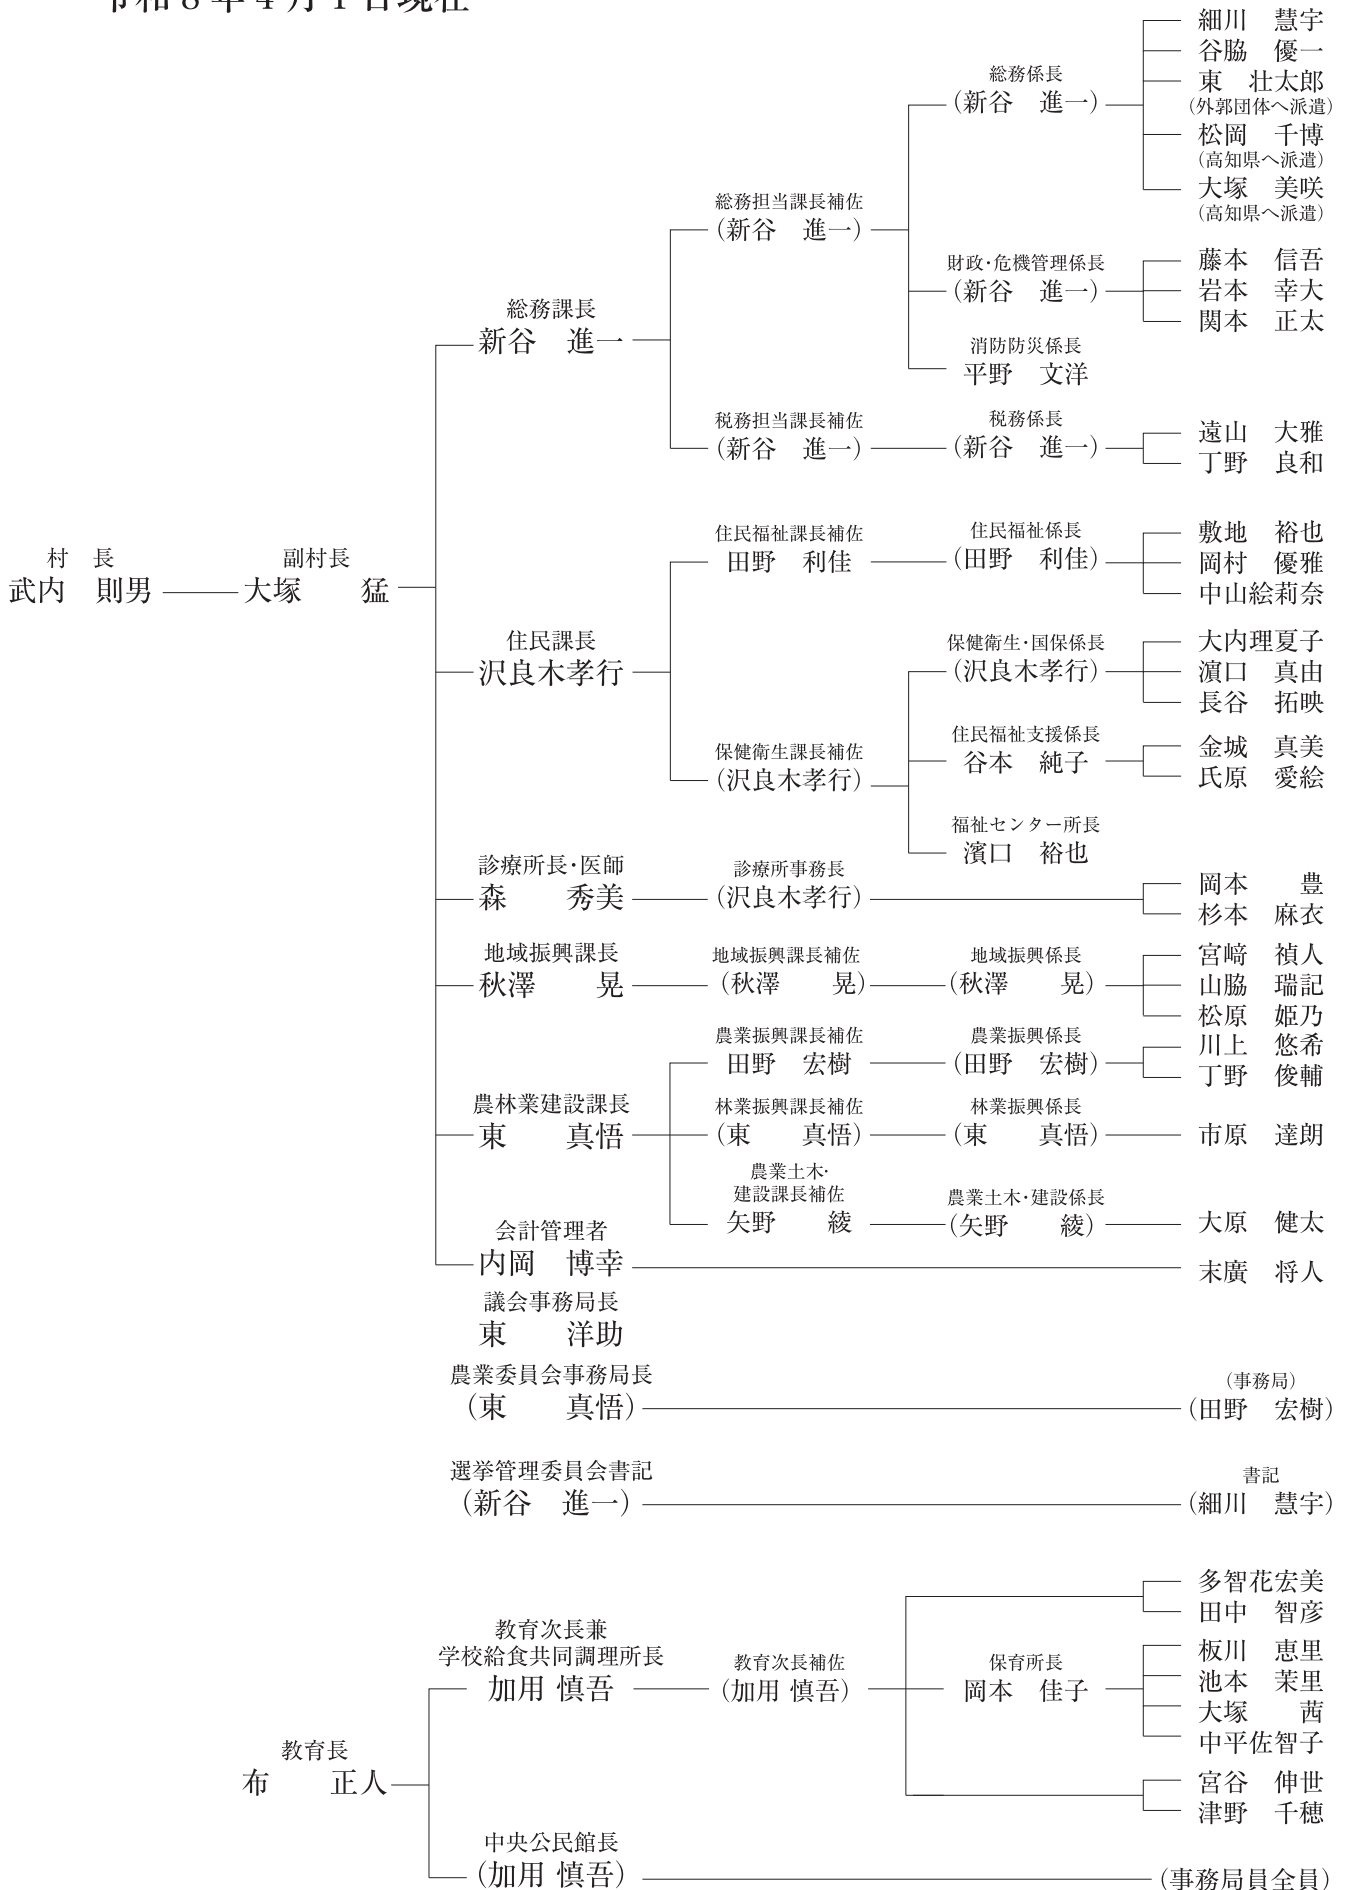 令和8年4月1日現在
村　長
武内　則男
副村長
大塚　　猛
総務課長
新谷　進一
総務担当課長補佐
(新谷　進一)
総務係長
(新谷　進一)
細川　慧宇
谷脇　優一
東　壮太郎
(外郭団体へ派遣)
松岡　千博
(高知県へ派遣)
大塚　美咲
(高知県へ派遣)
財政・危機管理係長
(新谷　進一)
藤本　信吾
岩本　幸大
関本　正太
消防防災係長
平野　文洋
税務担当課長補佐
(新谷　進一)
税務係長
(新谷　進一)
遠山　大雅
丁野　良和
住民課長
沢良木孝行
住民福祉課長補佐
田野　利佳
住民福祉係長
(田野　利佳)
敷地　裕也
岡村　優雅
中山絵莉奈
保健衛生課長補佐
(沢良木孝行)
保健衛生・国保係長
(沢良木孝行)
大内理夏子
濵口　真由
長谷　拓映
住民福祉支援係長
谷本　純子
金城　真美
氏原　愛絵
福祉センター所長
濵口　裕也
診療所長・医師
森　　秀美
診療所事務長
(沢良木孝行)
岡本　　豊
杉本　麻衣
地域振興課長
秋澤　　晃
地域振興課長補佐
(秋澤　　晃)
地域振興係長
(秋澤　　晃)
宮﨑　禎人
山脇　瑞記
松原　姫乃
農林業建設課長
東　　真悟
農業振興課長補佐
田野　宏樹
農業振興係長
(田野　宏樹)
川上　悠希
丁野　俊輔
林業振興課長補佐
(東　　真悟)
林業振興係長
(東　　真悟)
市原　達朗
農業土木・
建設課長補佐
矢野　　綾
農業土木・建設係長
(矢野　　綾)
大原　健太
会計管理者
内岡　博幸
末廣　将人
議会事務局長
東　　洋助
農業委員会事務局長
(東　　真悟)
(事務局)
(田野　宏樹)
選挙管理委員会書記
(新谷　進一)
書記
(細川　慧宇)
教育長
布　　正人
教育次長兼
学校給食共同調理所長
加用 慎吾
教育次長補佐
(加用 慎吾)
多智花宏美
田中　智彦
保育所長
岡本　佳子
板川　恵里
池本　茉里
大塚　　茜
中平佐智子
宮谷　伸世
津野　千穂
中央公民館長
(加用 慎吾)
(事務局員全員)